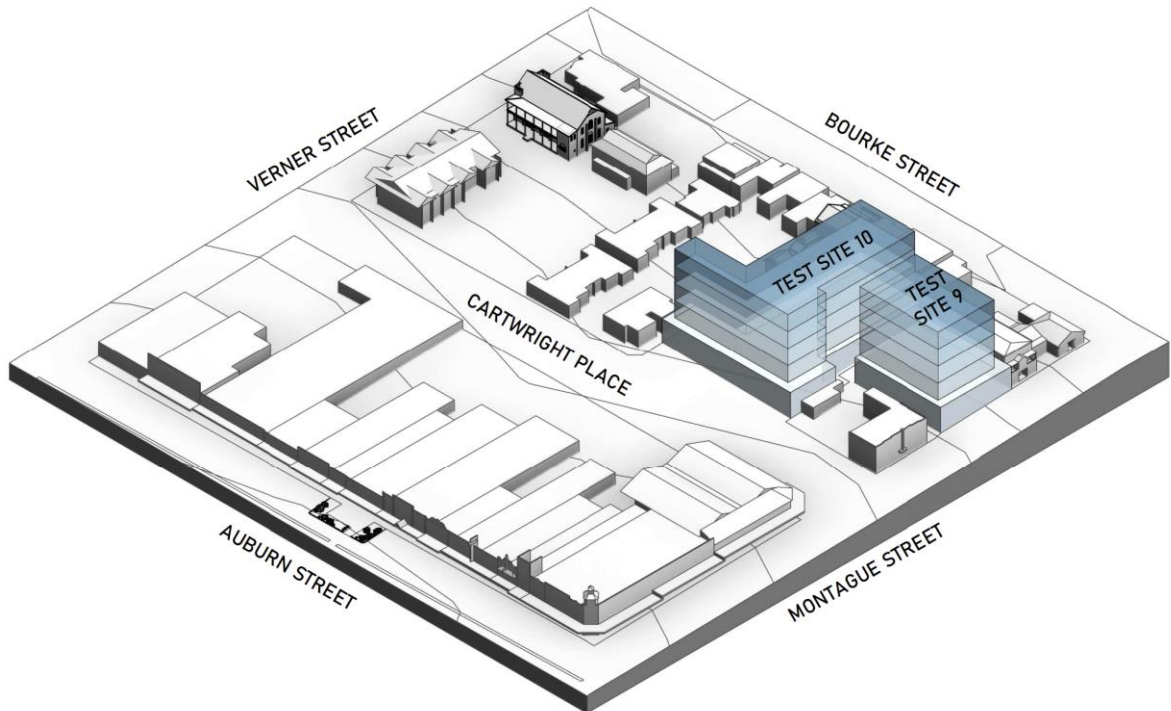 VERNER STREET
BOURKE STREET
TEST SITE 10
TEST
SITE 9
CARTWRIGHT PLACE
AUBURN STREET
MONTAGUE STREET